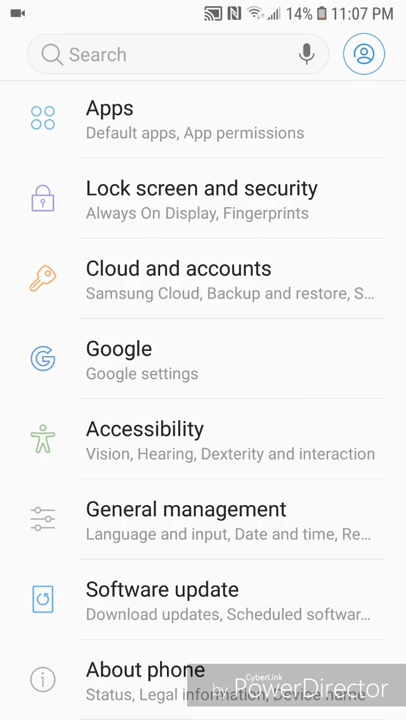 14% 11:07 PM
Search
Apps
Default apps, App permissions
Lock screen and security
Always On Display, Fingerprints
Cloud and accounts
Samsung Cloud, Backup and restore, S...
Google
Google settings
Accessibility
Vision, Hearing, Dexterity and interaction
General management
Language and input, Date and time, Re...
Software update
Download updates, Scheduled softwar...
About phone
Status, Legal information, Device name
CyberLink
by PowerDirector